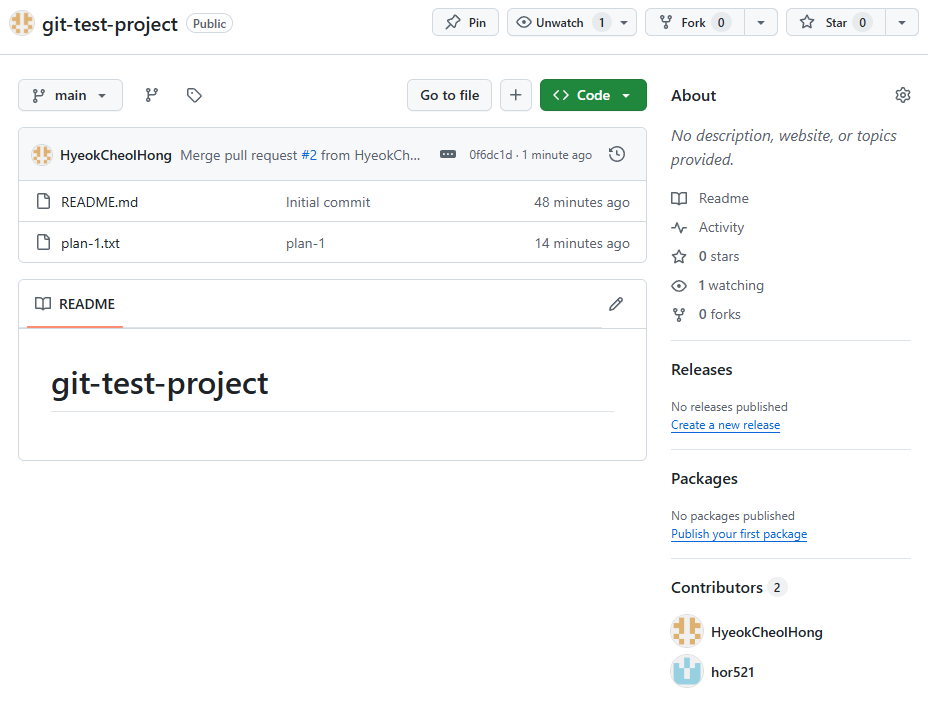 git-test-project Public Pin Unwatch 1 Fork 0 Star 0
main Go to file Code
HyeokCheolHong Merge pull request #2 from HyeokCh... 0f6dc1d · 1 minute ago
README.md Initial commit 48 minutes ago
plan-1.txt plan-1 14 minutes ago
README
git-test-project
About
No description, website, or topics
provided.
Readme
Activity
0 stars
1 watching
0 forks
Releases
No releases published
Create a new release
Packages
No packages published
Publish your first package
Contributors 2
HyeokCheolHong
hor521